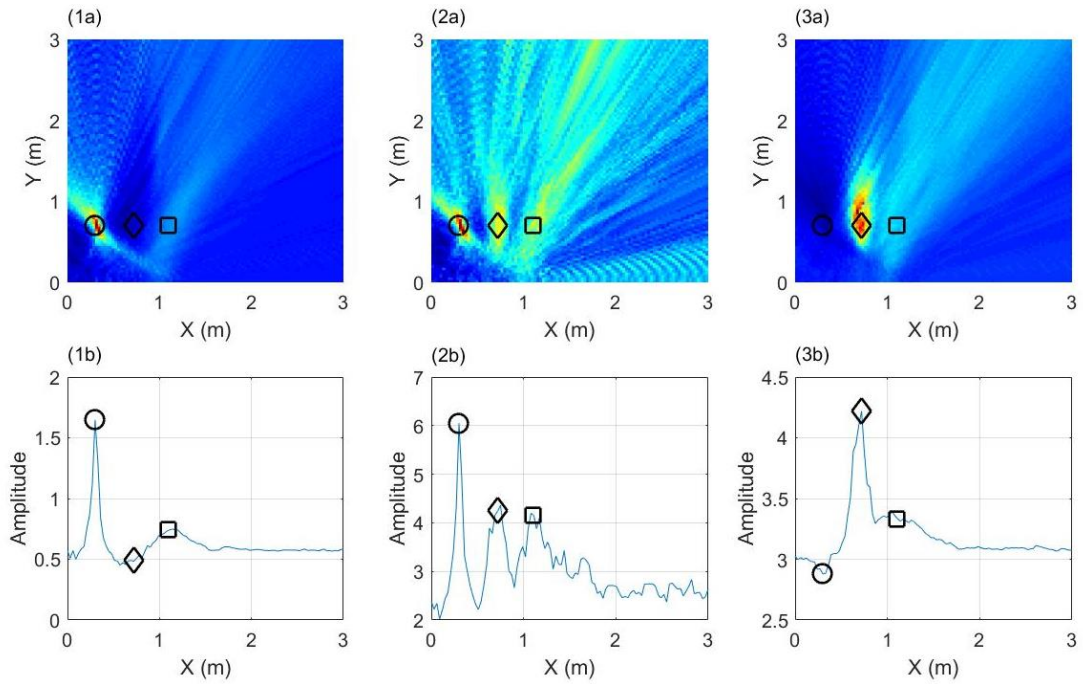 (1a)
3
2
1
0
Y (m)
0 1 2 3
X (m)
(2a)
3
2
1
0
Y (m)
0 1 2 3
X (m)
(3a)
3
2
1
0
Y (m)
0 1 2 3
X (m)
(1b)
2
1.5
1
0.5
0
Amplitude
0 1 2 3
X (m)
(2b)
7
6
5
4
3
2
Amplitude
0 1 2 3
X (m)
(3b)
4.5
4
3.5
3
2.5
Amplitude
0 1 2 3
X (m)